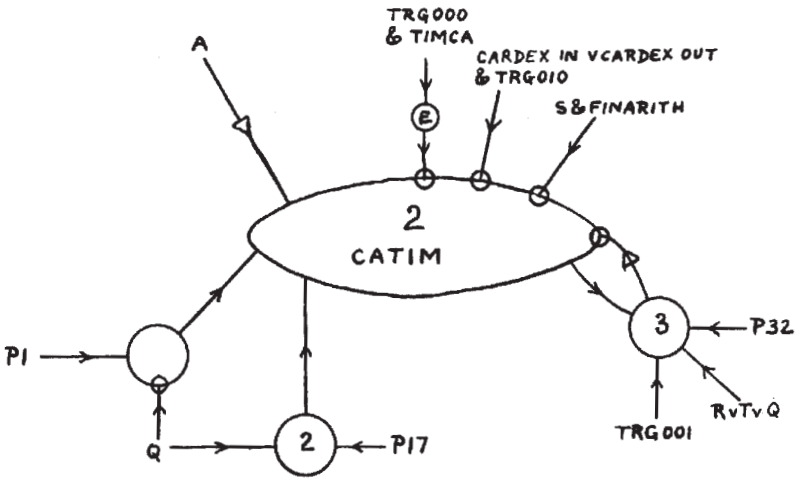 TRG000
& TIMCA
A
CARDEX IN VCARDEX OUT
& TRG010
S&FINARITH
E
2
CATIM
3
P32
P1
RvTvQ
TRG001
Q
2
P17